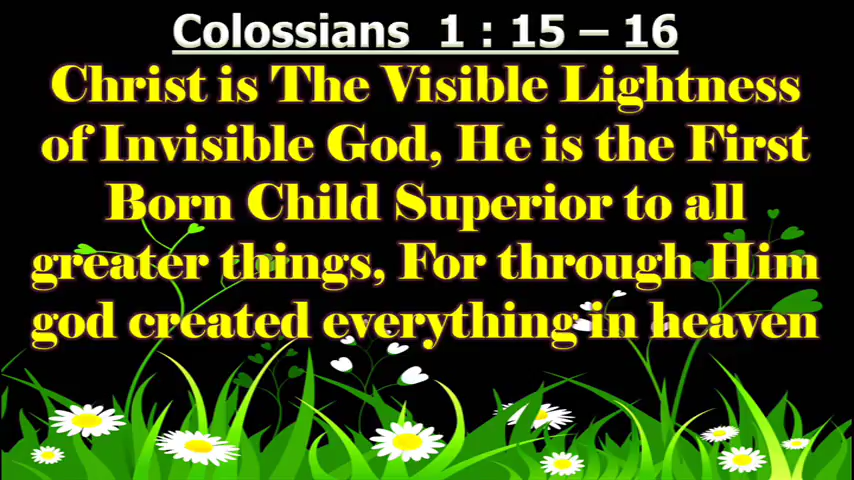 Colossians 1 : 15 – 16
Christ is The Visible Lightness
of Invisible God, He is the First
Born Child Superior to all
greater things, For through Him
god created everything in heaven